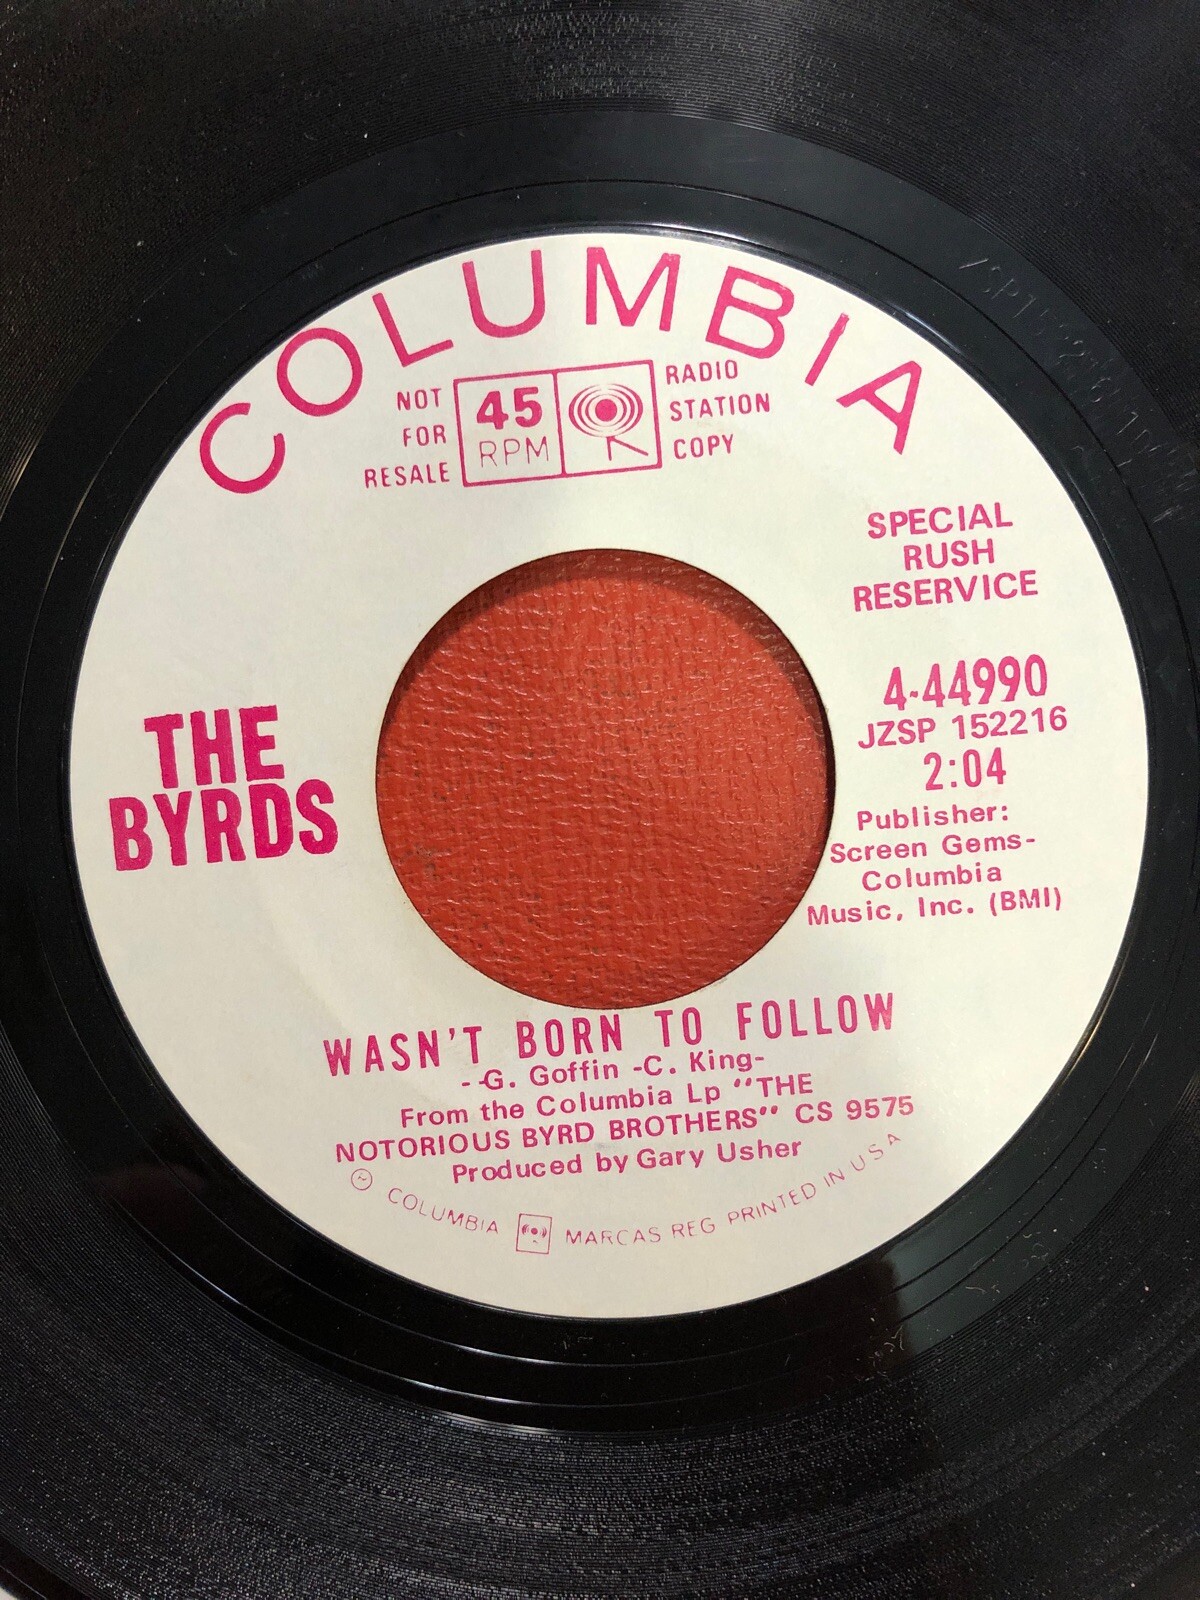 COLUMBIA
NOT
FOR
RESALE
45
RPM
RADIO
STATION
COPY
SPECIAL
RUSH
RESERVICE
4-44990
JZSP 152216
2:04
Publisher:
Screen Gems-
Columbia
Music, Inc. (BMI)
THE
BYRDS
WASN'T BORN TO FOLLOW
--G. Goffin -C. King-
From the Columbia Lp "THE
NOTORIOUS BYRD BROTHERS" CS 9575
Produced by Gary Usher
COLUMBIA MARCAS REG PRINTED IN U S A